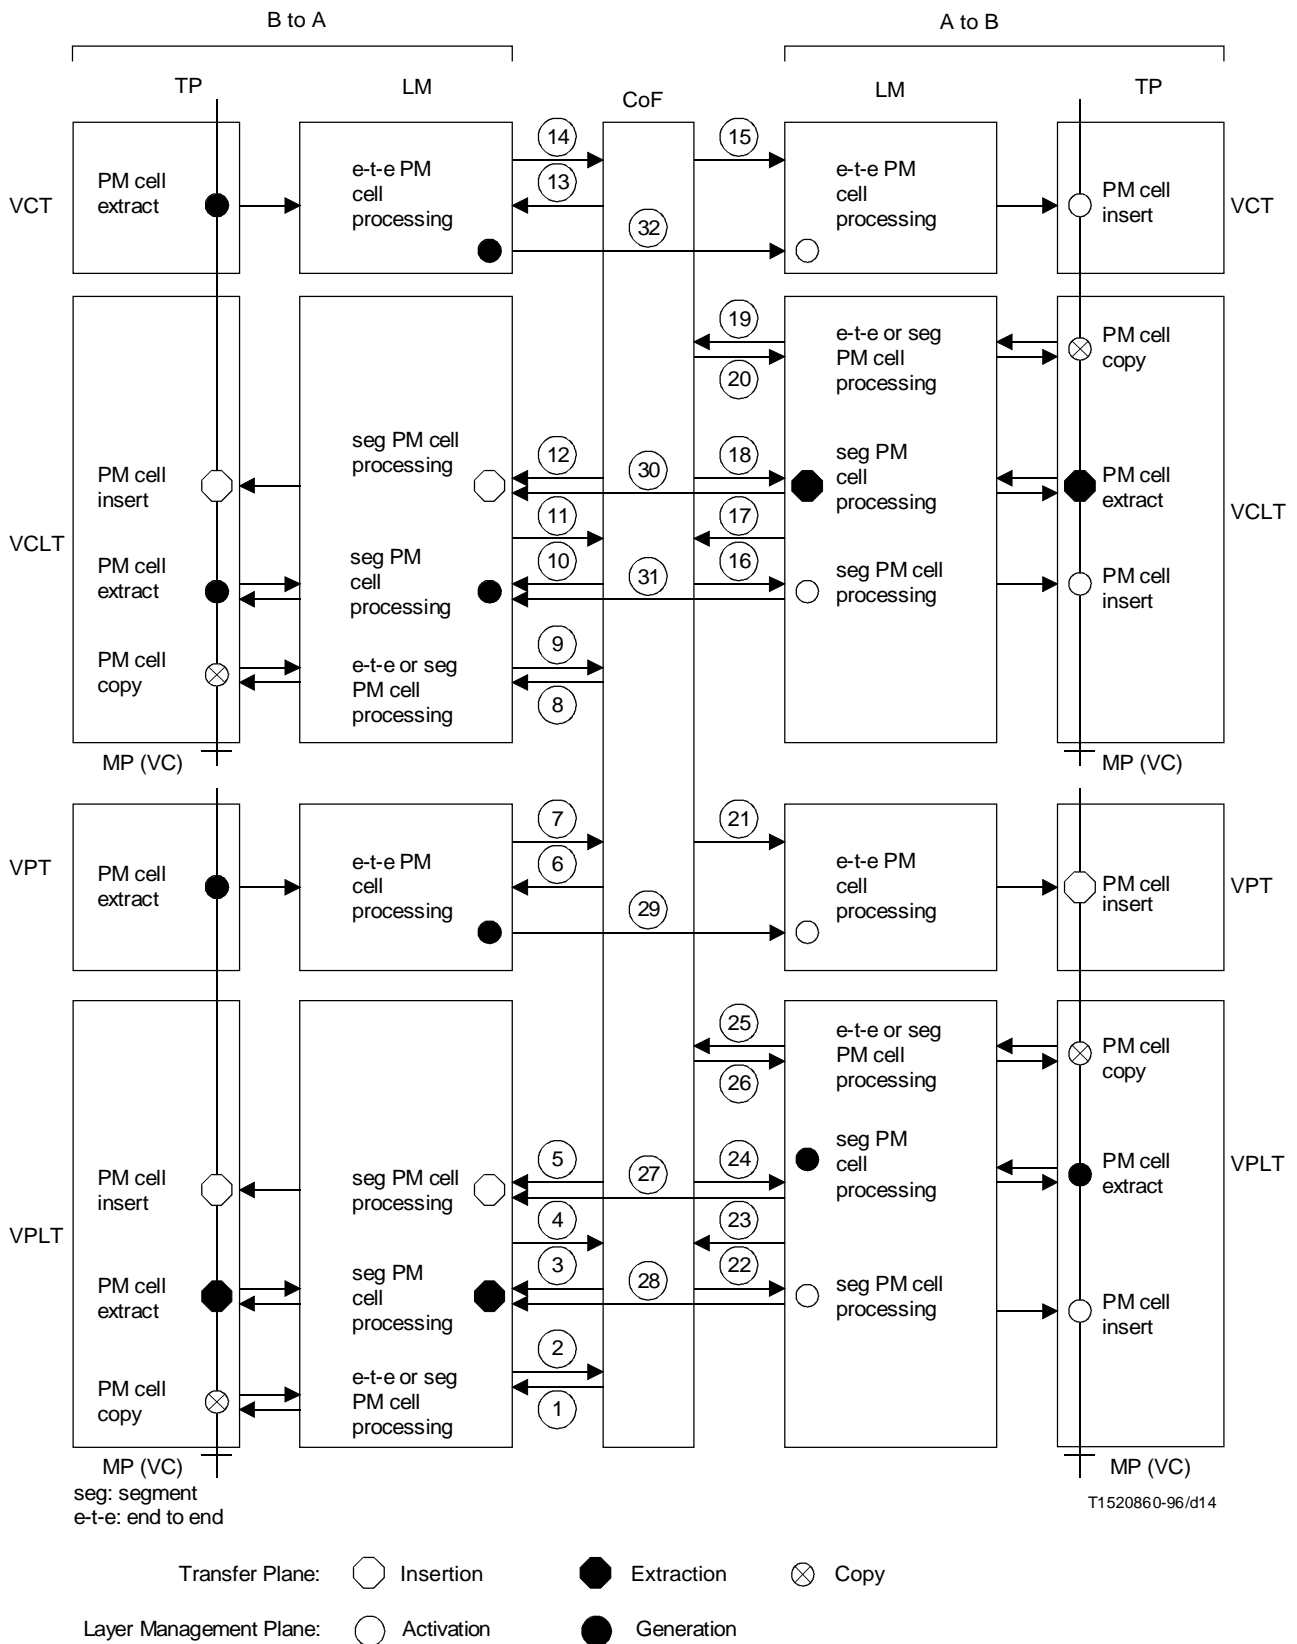 B to A
A to B
TP
LM
CoF
LM
TP
VCT
PM cell
extract
e-t-e PM
cell
processing
14
13
32
15
e-t-e PM
cell
processing
PM cell
insert
VCT
VCLT
PM cell
insert
PM cell
extract
PM cell
copy
seg PM cell
processing
seg PM
cell
processing
e-t-e or seg
PM cell
processing
12
11
10
9
8
30
31
19
20
18
17
16
e-t-e or seg
PM cell
processing
seg PM
cell
processing
seg PM cell
processing
PM cell
copy
PM cell
extract
PM cell
insert
VCLT
MP (VC)
MP (VC)
VPT
PM cell
extract
e-t-e PM
cell
processing
7
6
29
21
e-t-e PM
cell
processing
PM cell
insert
VPT
VPLT
PM cell
insert
PM cell
extract
PM cell
copy
seg PM cell
processing
seg PM
cell
processing
e-t-e or seg
PM cell
processing
5
4
3
2
1
27
28
25
26
24
23
22
e-t-e or seg
PM cell
processing
seg PM
cell
processing
seg PM cell
processing
PM cell
copy
PM cell
extract
PM cell
insert
VPLT
MP (VC)
MP (VC)
seg: segment
e-t-e: end to end
T1520860-96/d14
Transfer Plane: Insertion Extraction Copy
Layer Management Plane: Activation Generation